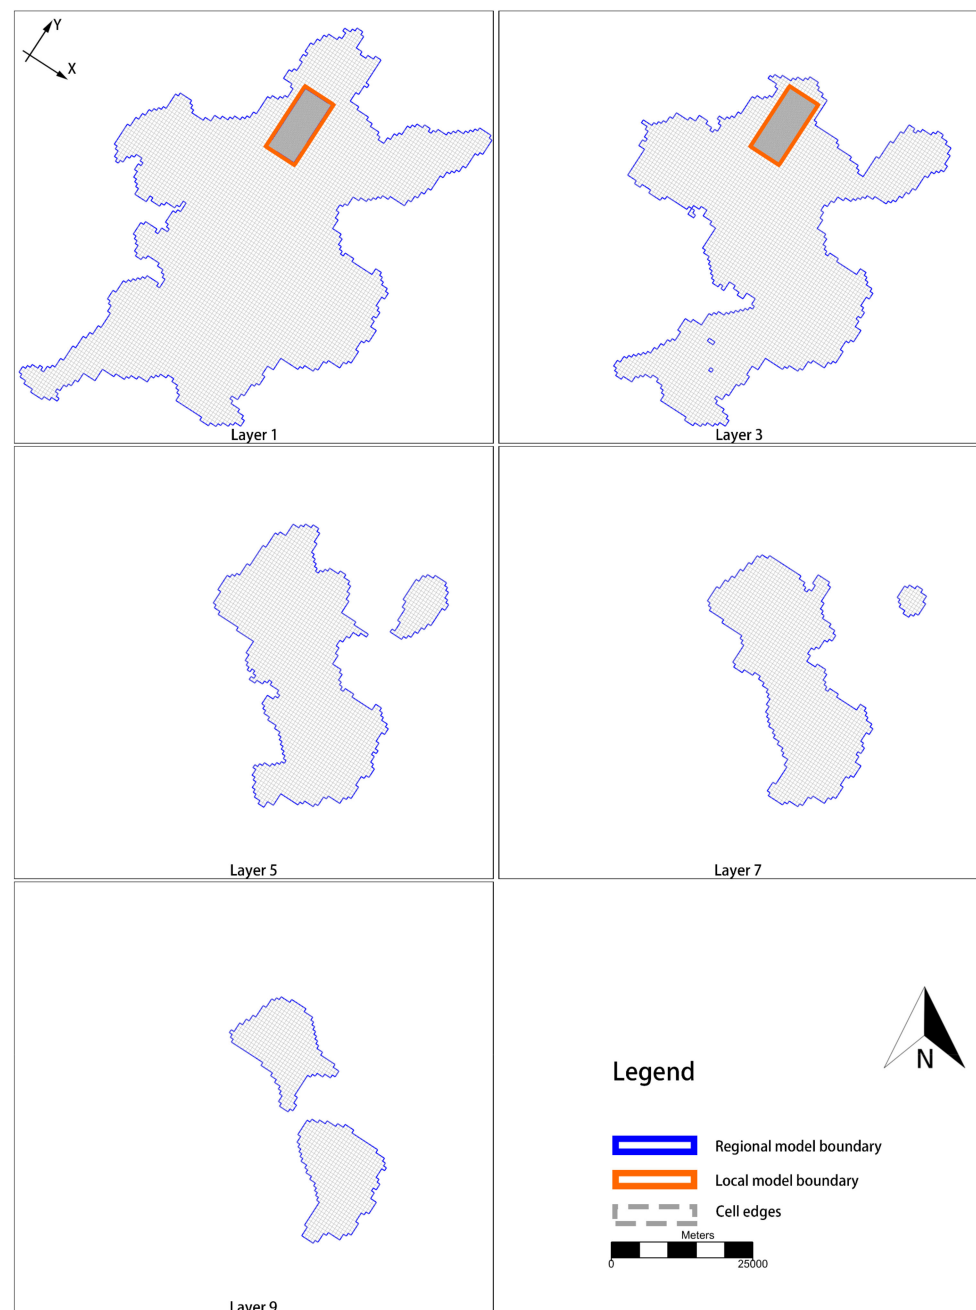 Y
X
Layer 1
Layer 3
Layer 5
Layer 7
Layer 9
N
Legend
Regional model boundary
Local model boundary
Cell edges
Meters
0 25000